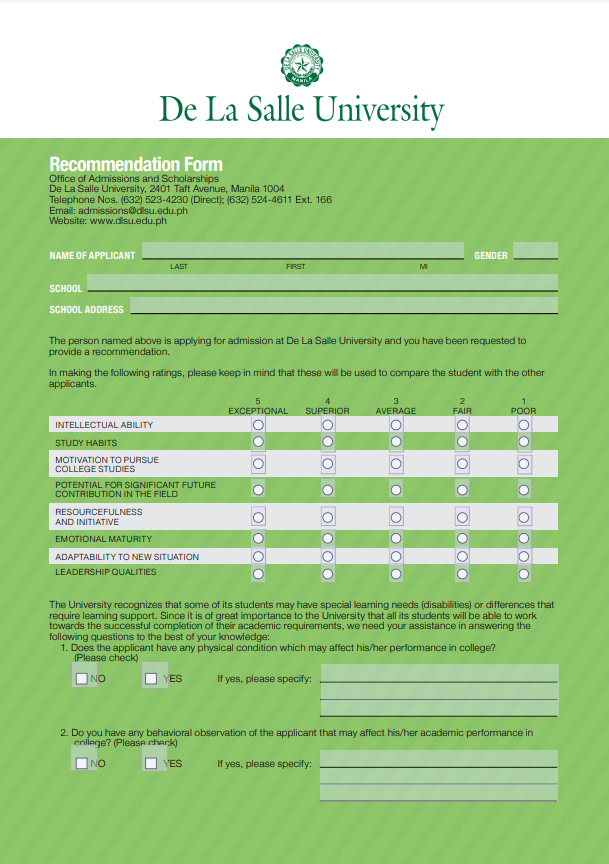 DE LA SALLE UNIVERSITY
MANILA
De La Salle University
Recommendation Form
Office of Admissions and Scholarships
De La Salle University, 2401 Taft Avenue, Manila 1004
Telephone Nos. (632) 523-4230 (Direct); (632) 524-4611 Ext. 166
Email: admissions@dlsu.edu.ph
Website: www.dlsu.edu.ph
NAME OF APPLICANT GENDER
LAST FIRST MI
SCHOOL
SCHOOL ADDRESS
The person named above is applying for admission at De La Salle University and you have been requested to
provide a recommendation.
In making the following ratings, please keep in mind that these will be used to compare the student with the other
applicants.
5 4 3 2 1
EXCEPTIONAL SUPERIOR AVERAGE FAIR POOR
INTELLECTUAL ABILITY
STUDY HABITS
MOTIVATION TO PURSUE
COLLEGE STUDIES
POTENTIAL FOR SIGNIFICANT FUTURE
CONTRIBUTION IN THE FIELD
RESOURCEFULNESS
AND INITIATIVE
EMOTIONAL MATURITY
ADAPTABILITY TO NEW SITUATION
LEADERSHIP QUALITIES
The University recognizes that some of its students may have special learning needs (disabilities) or differences that
require learning support. Since it is of great importance to the University that all its students will be able to work
towards the successful completion of their academic requirements, we need your assistance in answering the
following questions to the best of your knowledge:
1. Does the applicant have any physical condition which may affect his/her performance in college?
(Please check)
NO YES If yes, please specify:
2. Do you have any behavioral observation of the applicant that may affect his/her academic performance in
college? (Please check)
NO YES If yes, please specify: